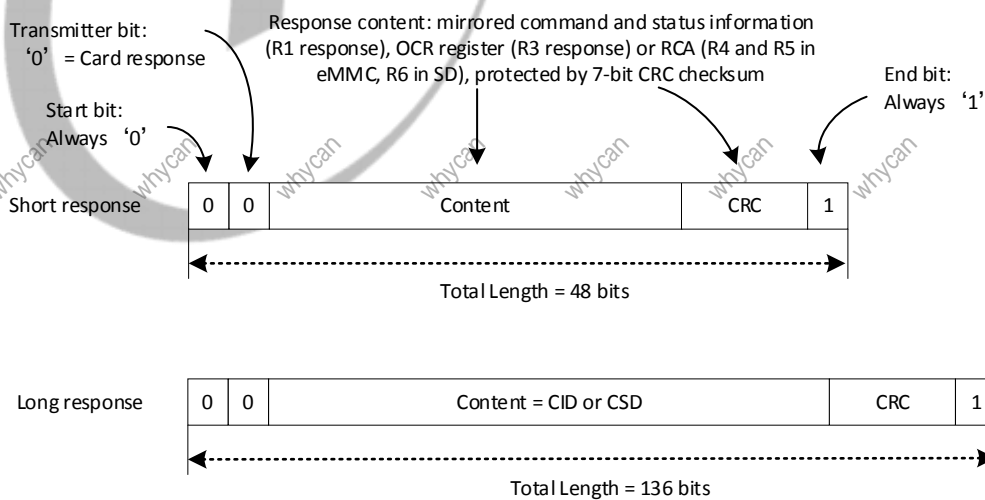 Transmitter bit:
‘0’ = Card response
Response content: mirrored command and status information
(R1 response), OCR register (R3 response) or RCA (R4 and R5 in
eMMC, R6 in SD), protected by 7-bit CRC checksum
End bit:
Always ‘1’
Start bit:
Always ‘0’
whycan whycan whycan whycan whycan whycan whycan
Short response 0 0 Content CRC 1
Total Length = 48 bits
Long response 0 0 Content = CID or CSD CRC 1
Total Length = 136 bits